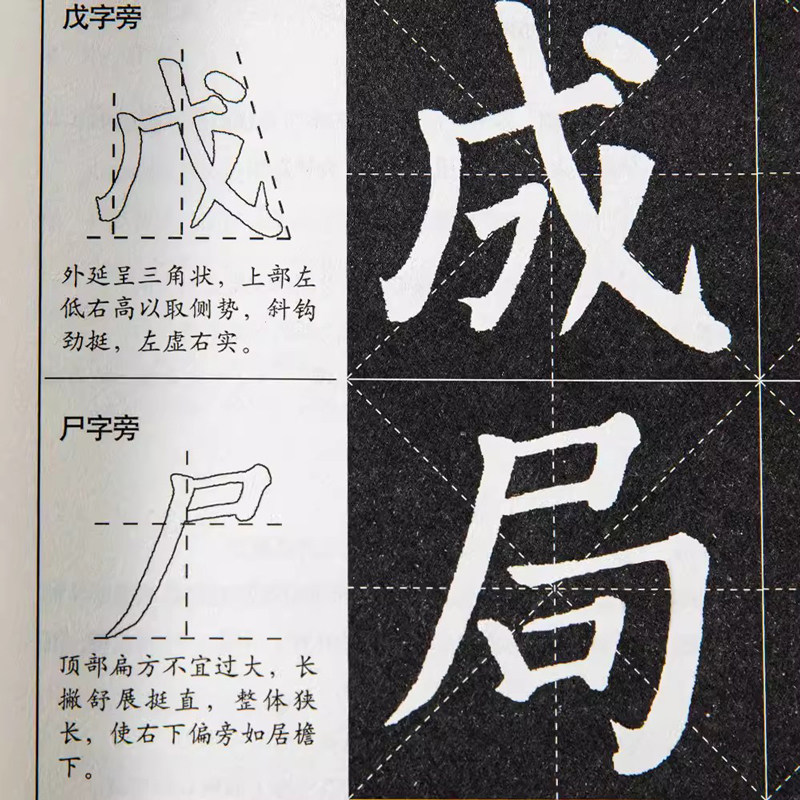 戊字旁
戊
外延呈三角状，上部左
低右高以取侧势，斜钩
劲挺，左虚右实。
成
尸字旁
尸
顶部扁方不宜过大，长
撇舒展挺直，整体狭
长，使右下偏旁如居檐
下。
局